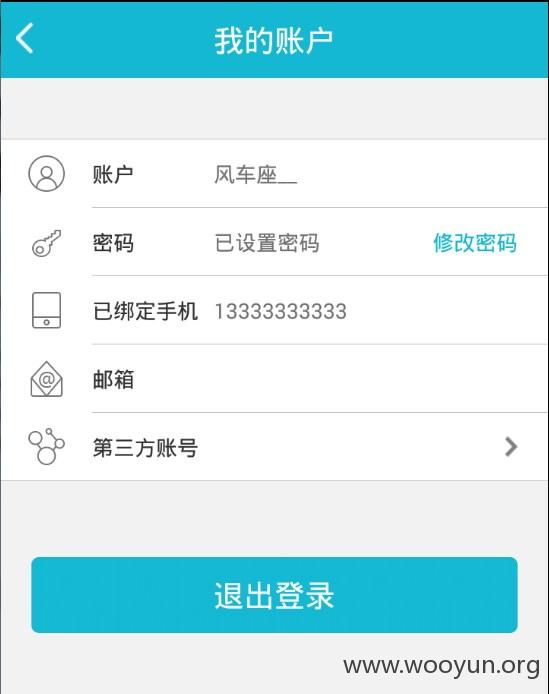 我的账户
账户 风车座__
密码 已设置密码 修改密码
已绑定手机 13333333333
邮箱
第三方账号
退出登录
www.wooyun.org